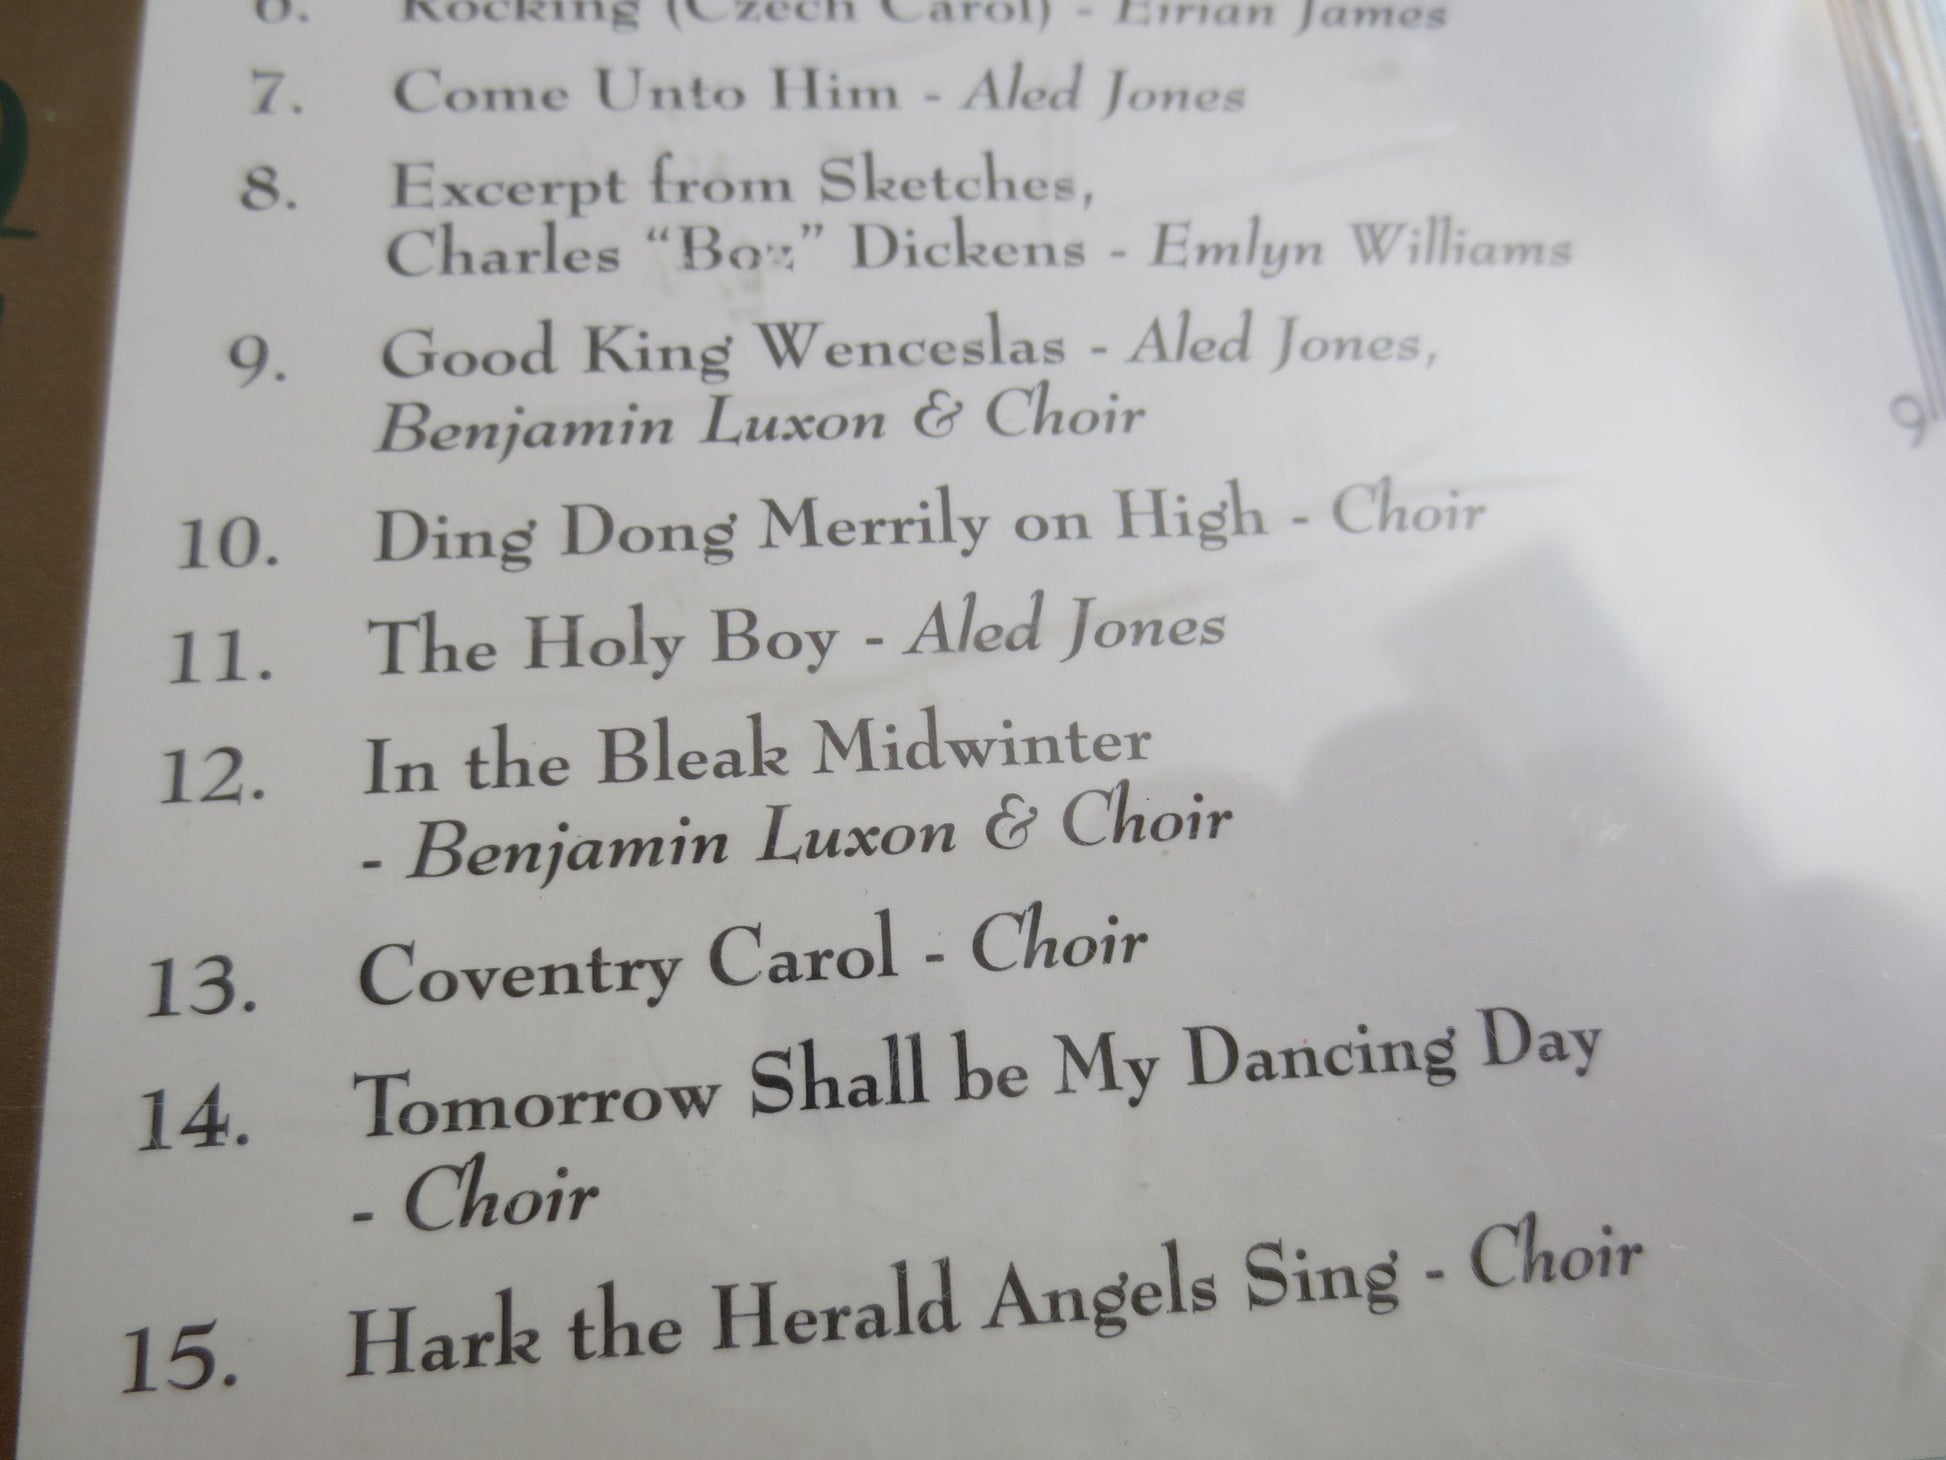 6. Rocking (Czech Carol) - Eirian James
7. Come Unto Him - Aled Jones
8. Excerpt from Sketches,
Charles “Boz” Dickens - Emlyn Williams
9. Good King Wenceslas - Aled Jones,
Benjamin Luxon & Choir
10. Ding Dong Merrily on High - Choir
11. The Holy Boy - Aled Jones
12. In the Bleak Midwinter
- Benjamin Luxon & Choir
13. Coventry Carol - Choir
14. Tomorrow Shall be My Dancing Day
- Choir
15. Hark the Herald Angels Sing - Choir
9